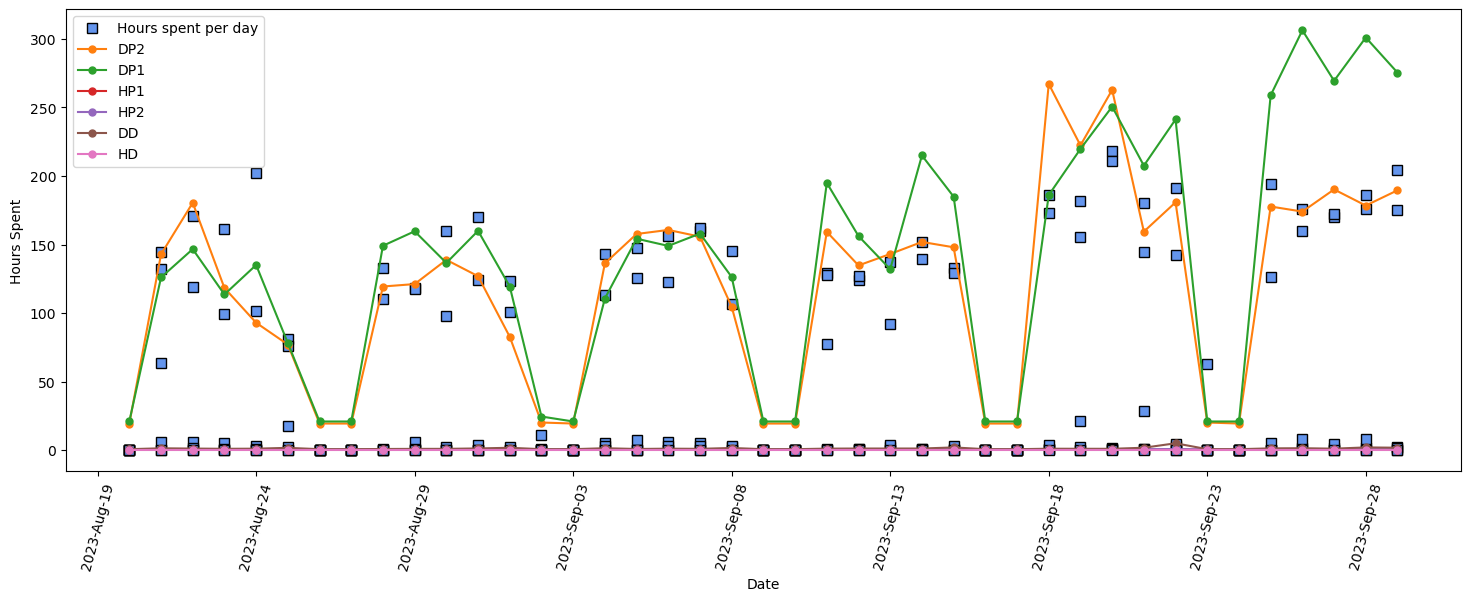 Hours spent per day
DP2
DP1
HP1
HP2
DD
HD
Hours Spent
300
250
200
150
100
50
0
2023-Aug-19
2023-Aug-24
2023-Aug-29
2023-Sep-03
2023-Sep-08
2023-Sep-13
2023-Sep-18
2023-Sep-23
2023-Sep-28
Date